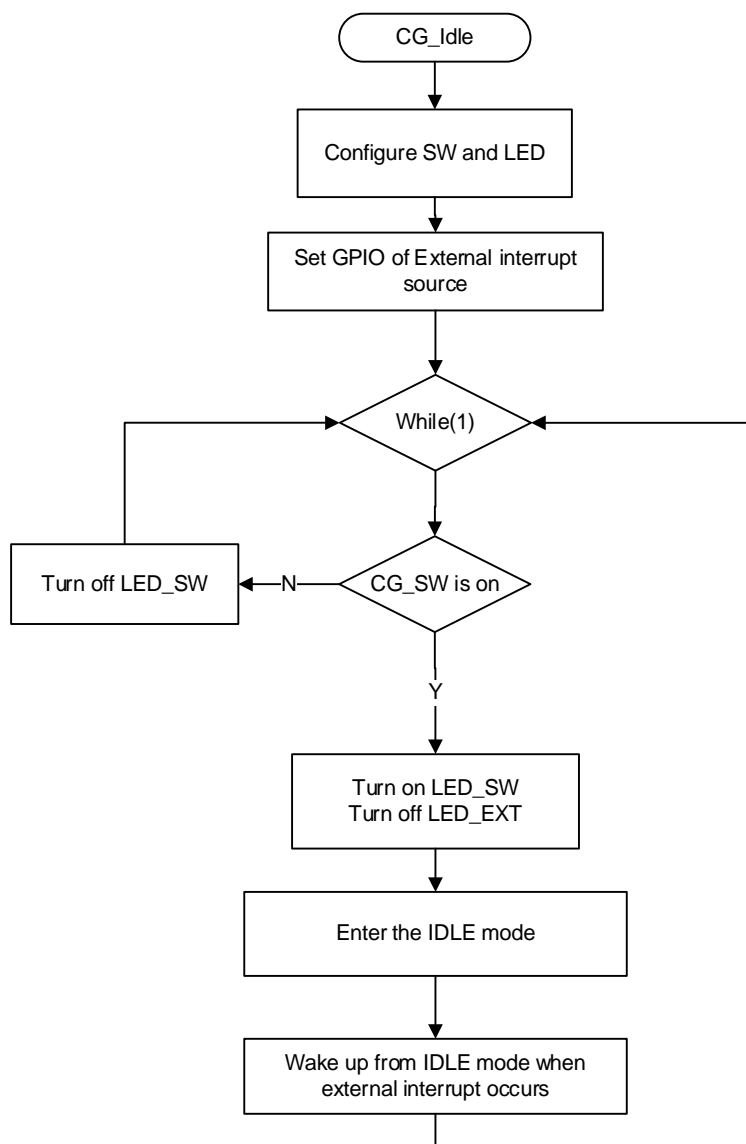 CG_Idle
Configure SW and LED
Set GPIO of External interrupt
source
While(1)
Turn off LED_SW
N
CG_SW is on
Y
Turn on LED_SW
Turn off LED_EXT
Enter the IDLE mode
Wake up from IDLE mode when
external interrupt occurs